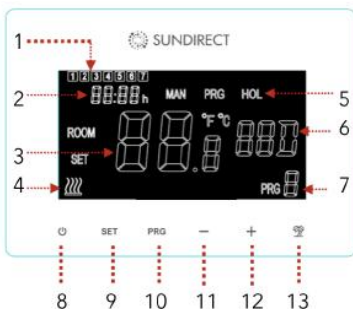 1
SUNDIRECT
1 2 3 4 5 6 7
2 88:88 h MAN PRG HOL 5
°F °C 6
ROOM 88.8 888
3 SET
4 PRG 8 7
SET PRG − +
8 9 10 11 12 13